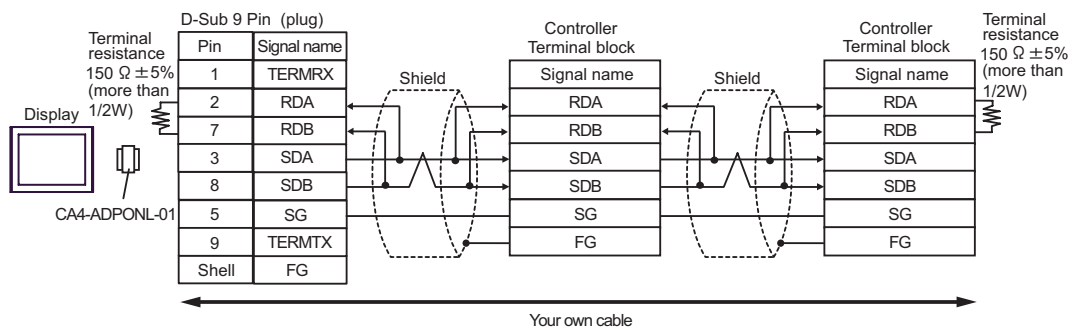 D-Sub 9 Pin (plug)
Terminal
resistance
150 Ω ±5%
(more than
1/2W)
Display
CA4-ADPONL-01
Pin Signal name
1 TERMRX
2 RDA
7 RDB
3 SDA
8 SDB
5 SG
9 TERMTX
Shell FG
Shield
Controller
Terminal block
Signal name
RDA
RDB
SDA
SDB
SG
FG
Shield
Controller
Terminal block
Signal name
RDA
RDB
SDA
SDB
SG
FG
Terminal
resistance
150 Ω ±5%
(more than
1/2W)
Your own cable